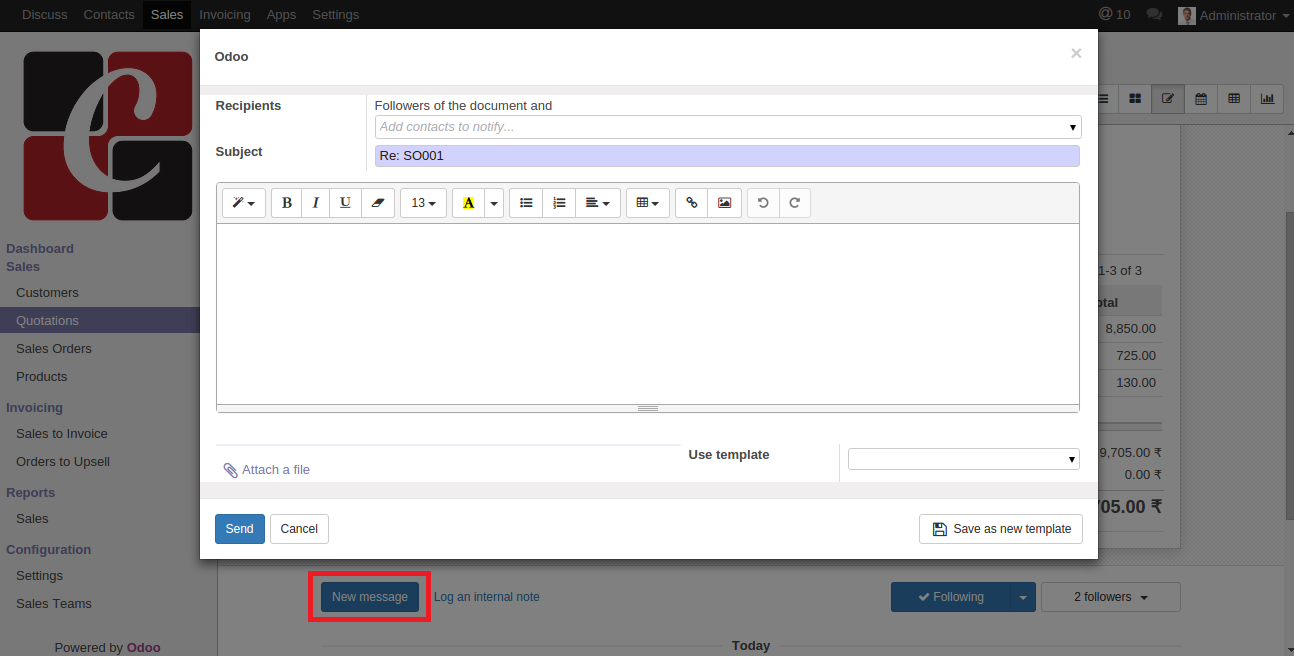 Discuss Contacts Sales Invoicing Apps Settings @ 10 Administrator
Odoo ×
Recipients Followers of the document and
Add contacts to notify...
Subject Re: SO001
B I U 13 A
Attach a file
Use template
Send Cancel Save as new template
C
Dashboard
Sales
Customers
Quotations
Sales Orders
Products
Invoicing
Sales to Invoice
Orders to Upsell
Reports
Sales
Configuration
Settings
Sales Teams
Powered by Odoo
1-3 of 3
otal
8,850.00
725.00
130.00
9,705.00 ₹
0.00 ₹
705.00 ₹
New message Log an internal note Following 2 followers
Today